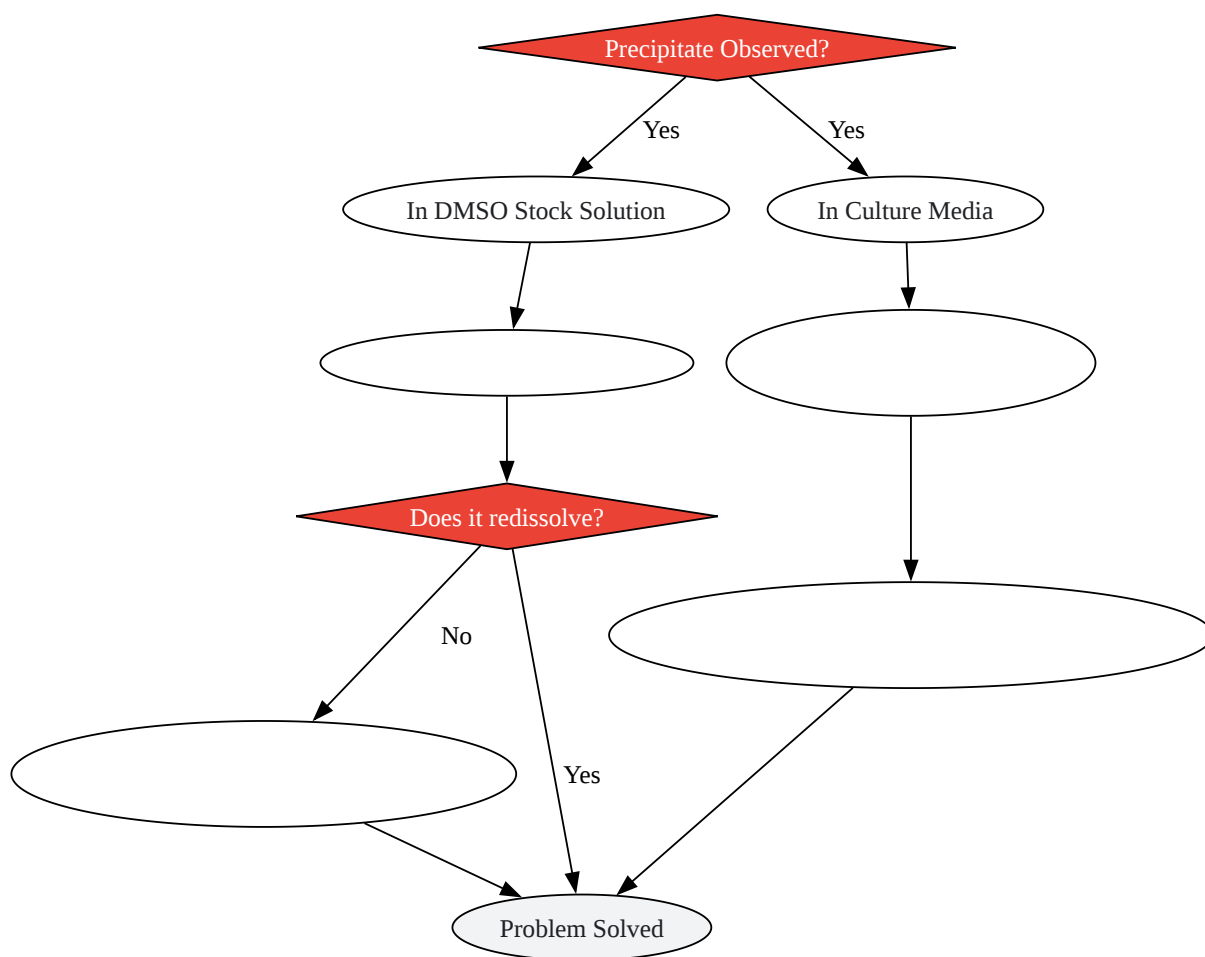 Precipitate Observed?
Yes
Yes
In DMSO Stock Solution
In Culture Media
Does it redissolve?
No
Yes
Problem Solved